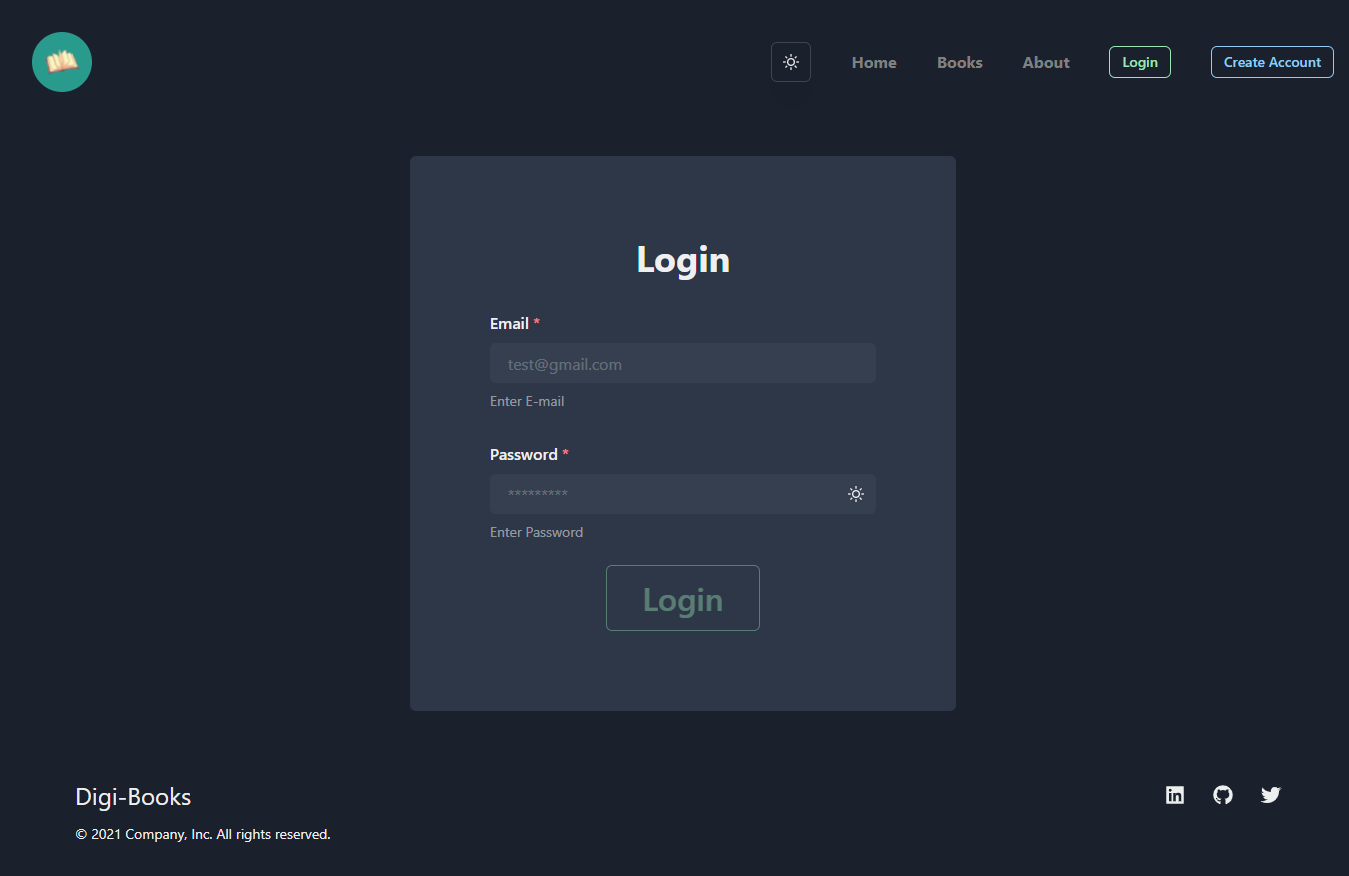 Home Books About Login Create Account
Login
Email *
test@gmail.com
Enter E-mail
Password *
*********
Enter Password
Login
Digi-Books
© 2021 Company, Inc. All rights reserved.